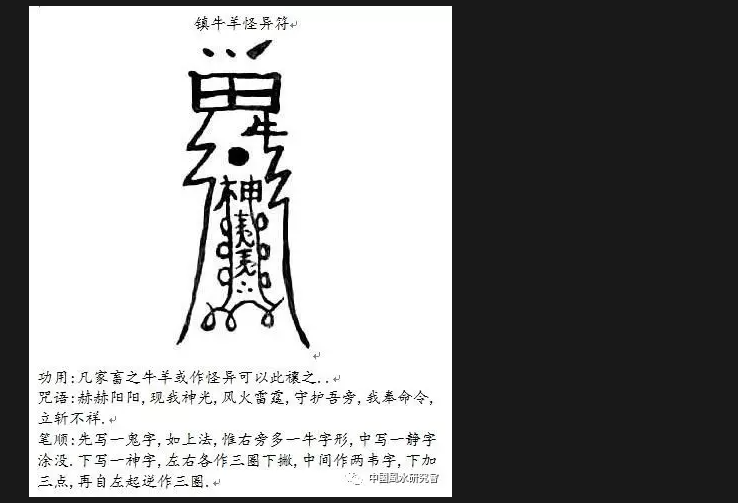 镇牛羊怪异符
牛
神
功用:凡家畜之牛羊或作怪异可以此禳之..
咒语:赫赫阳阳,现我神光,风火雷霆,守护吾旁,我奉命令,
立斩不祥.
笔顺:先写一鬼字,如上法,惟右旁多一牛字形,中写一静字
涂没.下写一神字,左右各作三圈下撇,中间作两韦字,下加
三点,再自左起逆作三圈.
中国风水研究会